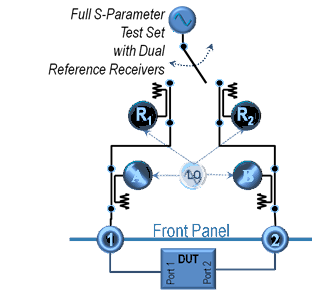 Full S-Parameter
Test Set
with Dual
Reference Receivers
R1 R2
A LO B
Front Panel
1 2
DUT
Port 1 Port 2